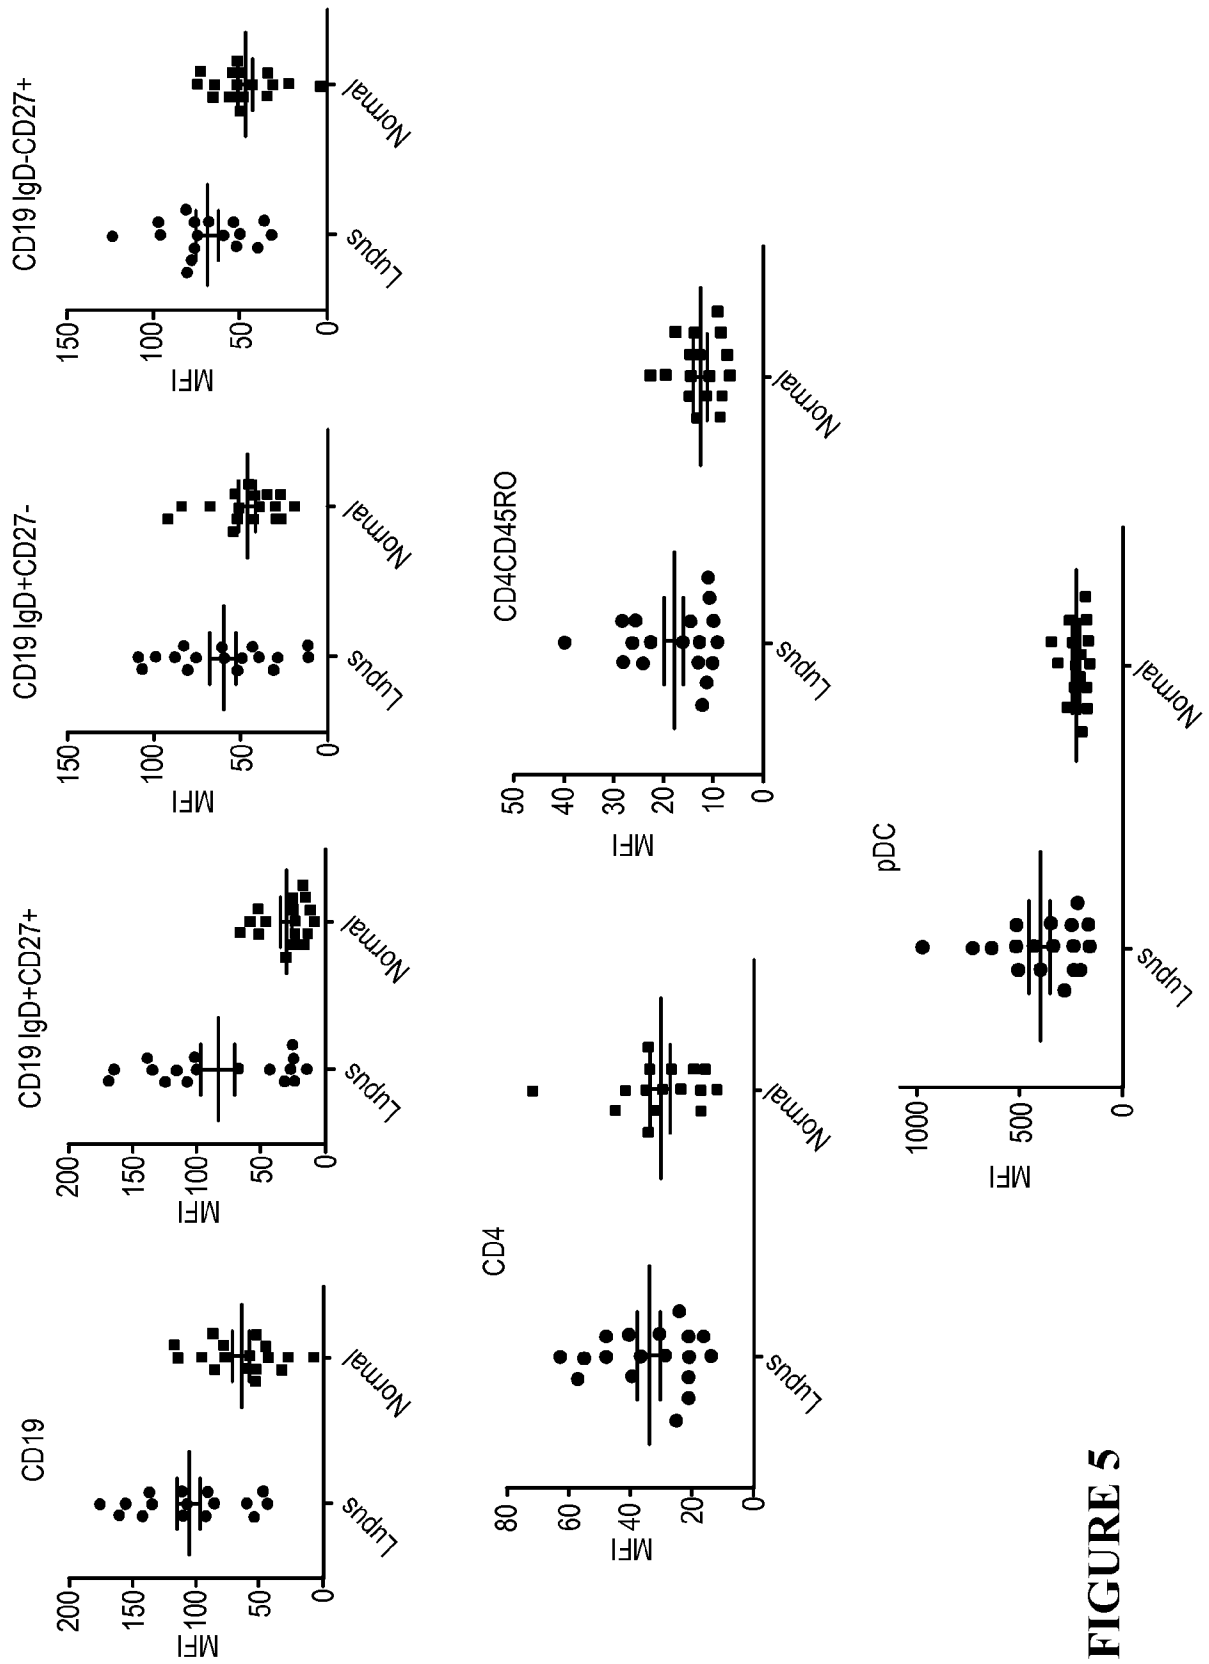 CD19
MFI
200
150
100
50
0
Lupus
Normal
CD19 IgD+CD27+
MFI
200
150
100
50
0
Lupus
Normal
CD19 IgD+CD27-
MFI
150
100
50
0
Lupus
Normal
CD19 IgD-CD27+
MFI
150
100
50
0
Lupus
Normal
CD4
MFI
80
60
40
20
0
Lupus
Normal
CD4CD45RO
MFI
50
40
30
20
10
0
Lupus
Normal
pDC
MFI
1000
500
0
Lupus
Normal
FIGURE 5